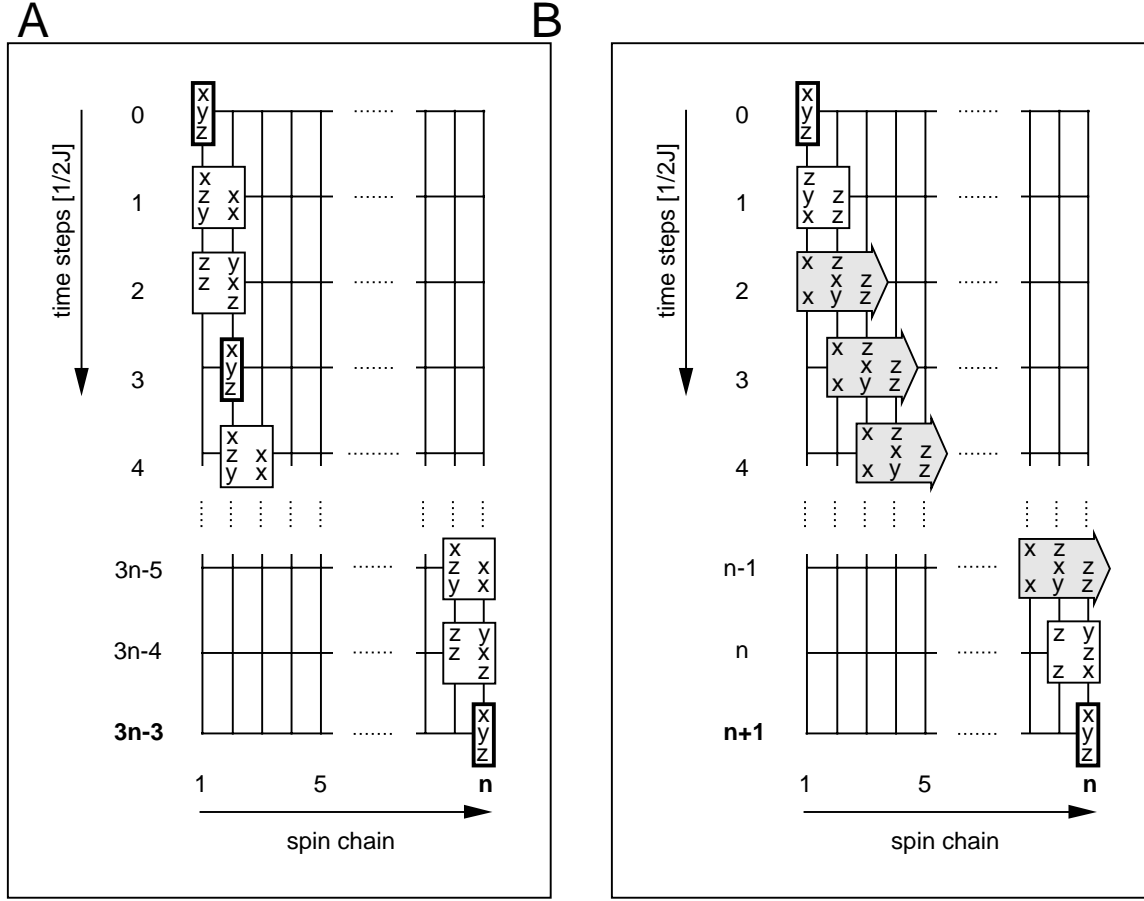 A
time steps [1/2J]
0
x
y
z
1
x
z x
y x
2
z y
z x
z
3
x
y
z
4
x
z x
y x
3n-5
x
z x
y x
3n-4
z y
z x
z
3n-3
x
y
z
1 5 n
spin chain
B
time steps [1/2J]
0
x
y
z
1
z
y z
x z
2
x z
x z
x y z
3
x z
x z
x y z
4
x z
x z
x y z
n-1
x z
x z
x y z
n
z y
z
z x
n+1
x
y
z
1 5 n
spin chain